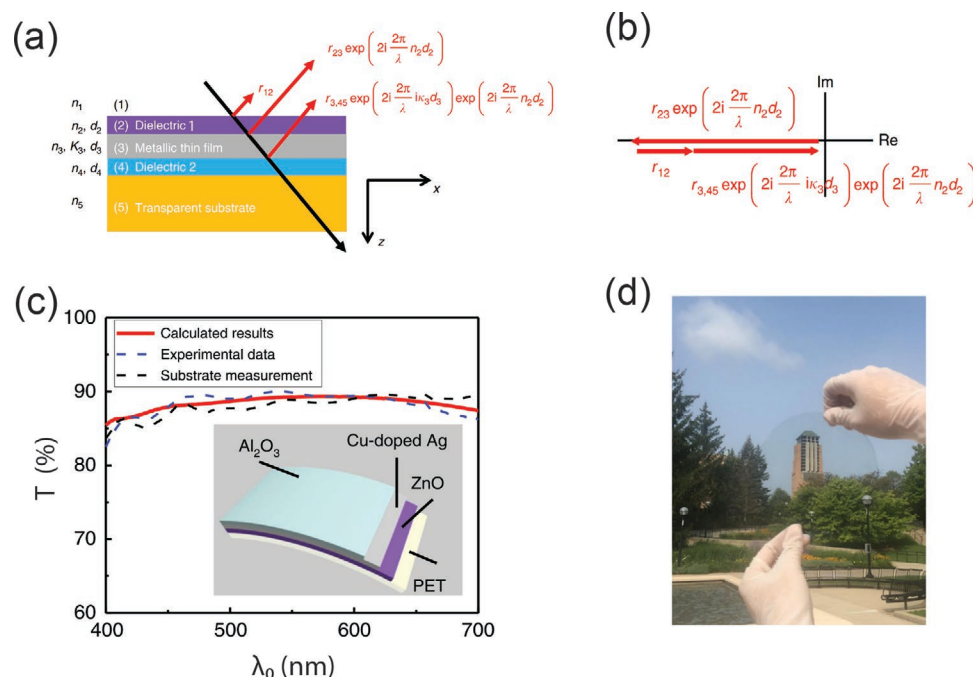 (a)
r₂₃ exp(2i 2π/λ n₂d₂)
r₁₂
r₃,₄₅ exp(2i 2π/λ iκ₃d₃) exp(2i 2π/λ n₂d₂)
n₁ (1)
n₂, d₂ (2) Dielectric 1
n₃, K₃, d₃ (3) Metallic thin film
n₄, d₄ (4) Dielectric 2
n₅ (5) Transparent substrate
x
z
(b)
Im
r₂₃ exp(2i 2π/λ n₂d₂)
Re
r₁₂
r₃,₄₅ exp(2i 2π/λ iκ₃d₃) exp(2i 2π/λ n₂d₂)
(c)
100
90
80
70
60
T (%)
Calculated results
Experimental data
Substrate measurement
Al₂O₃
Cu-doped Ag
ZnO
PET
400 500 600 700
λ₀ (nm)
(d)